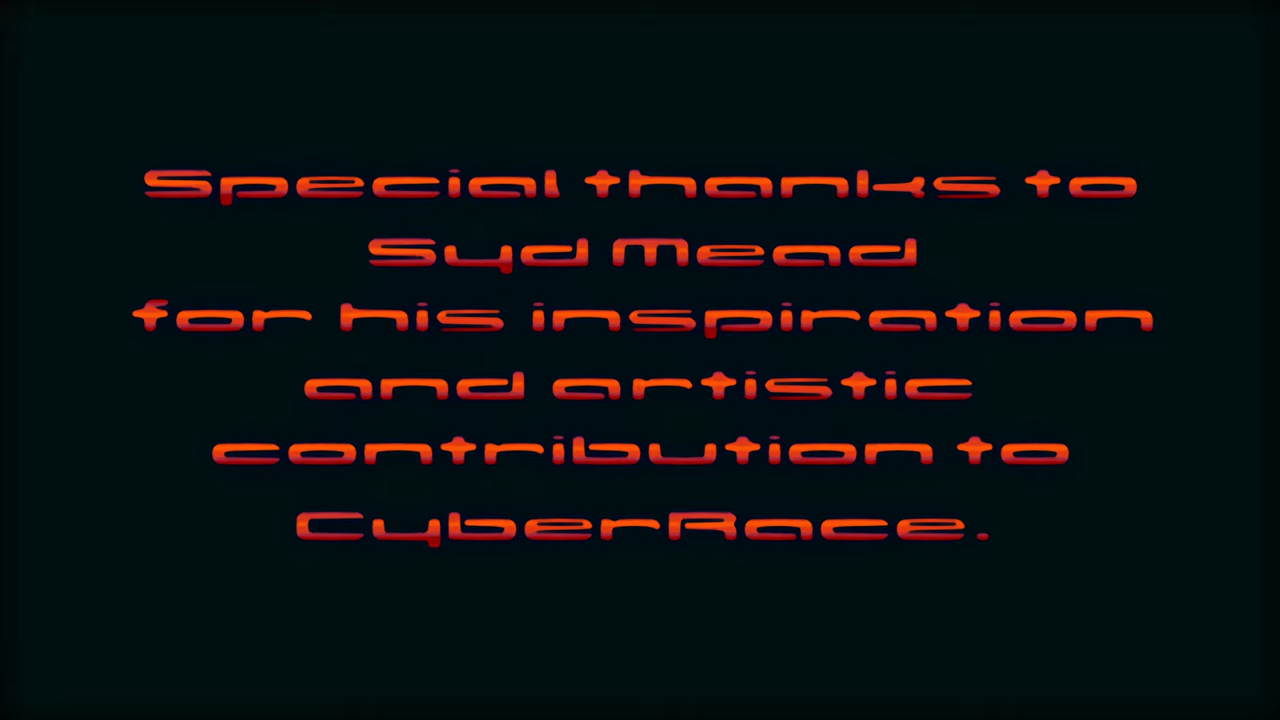 Special thanks to
Syd Mead
for his inspiration
and artistic
contribution to
CyberRace.